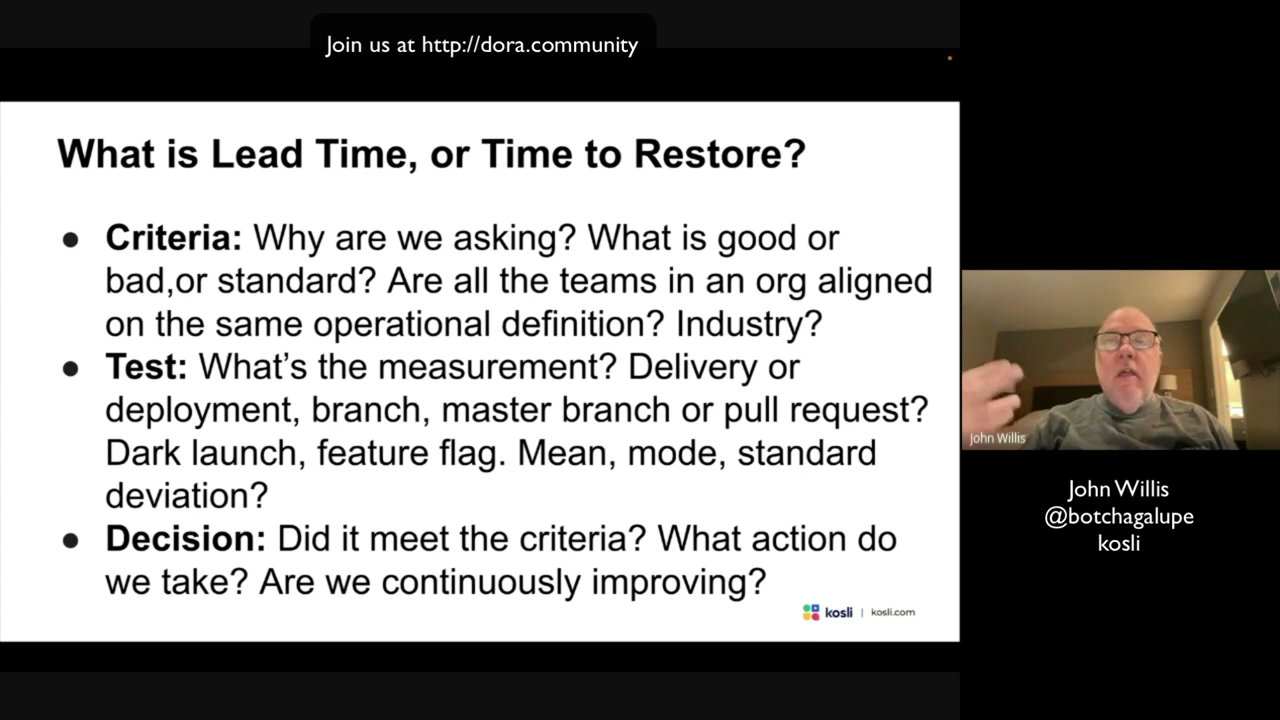 Join us at http://dora.community
What is Lead Time, or Time to Restore?
● Criteria: Why are we asking? What is good or
bad,or standard? Are all the teams in an org aligned
on the same operational definition? Industry?
● Test: What’s the measurement? Delivery or
deployment, branch, master branch or pull request?
Dark launch, feature flag. Mean, mode, standard
deviation?
● Decision: Did it meet the criteria? What action do
we take? Are we continuously improving?
kosli | kosli.com
John Willis
John Willis
@botchagalupe
kosli